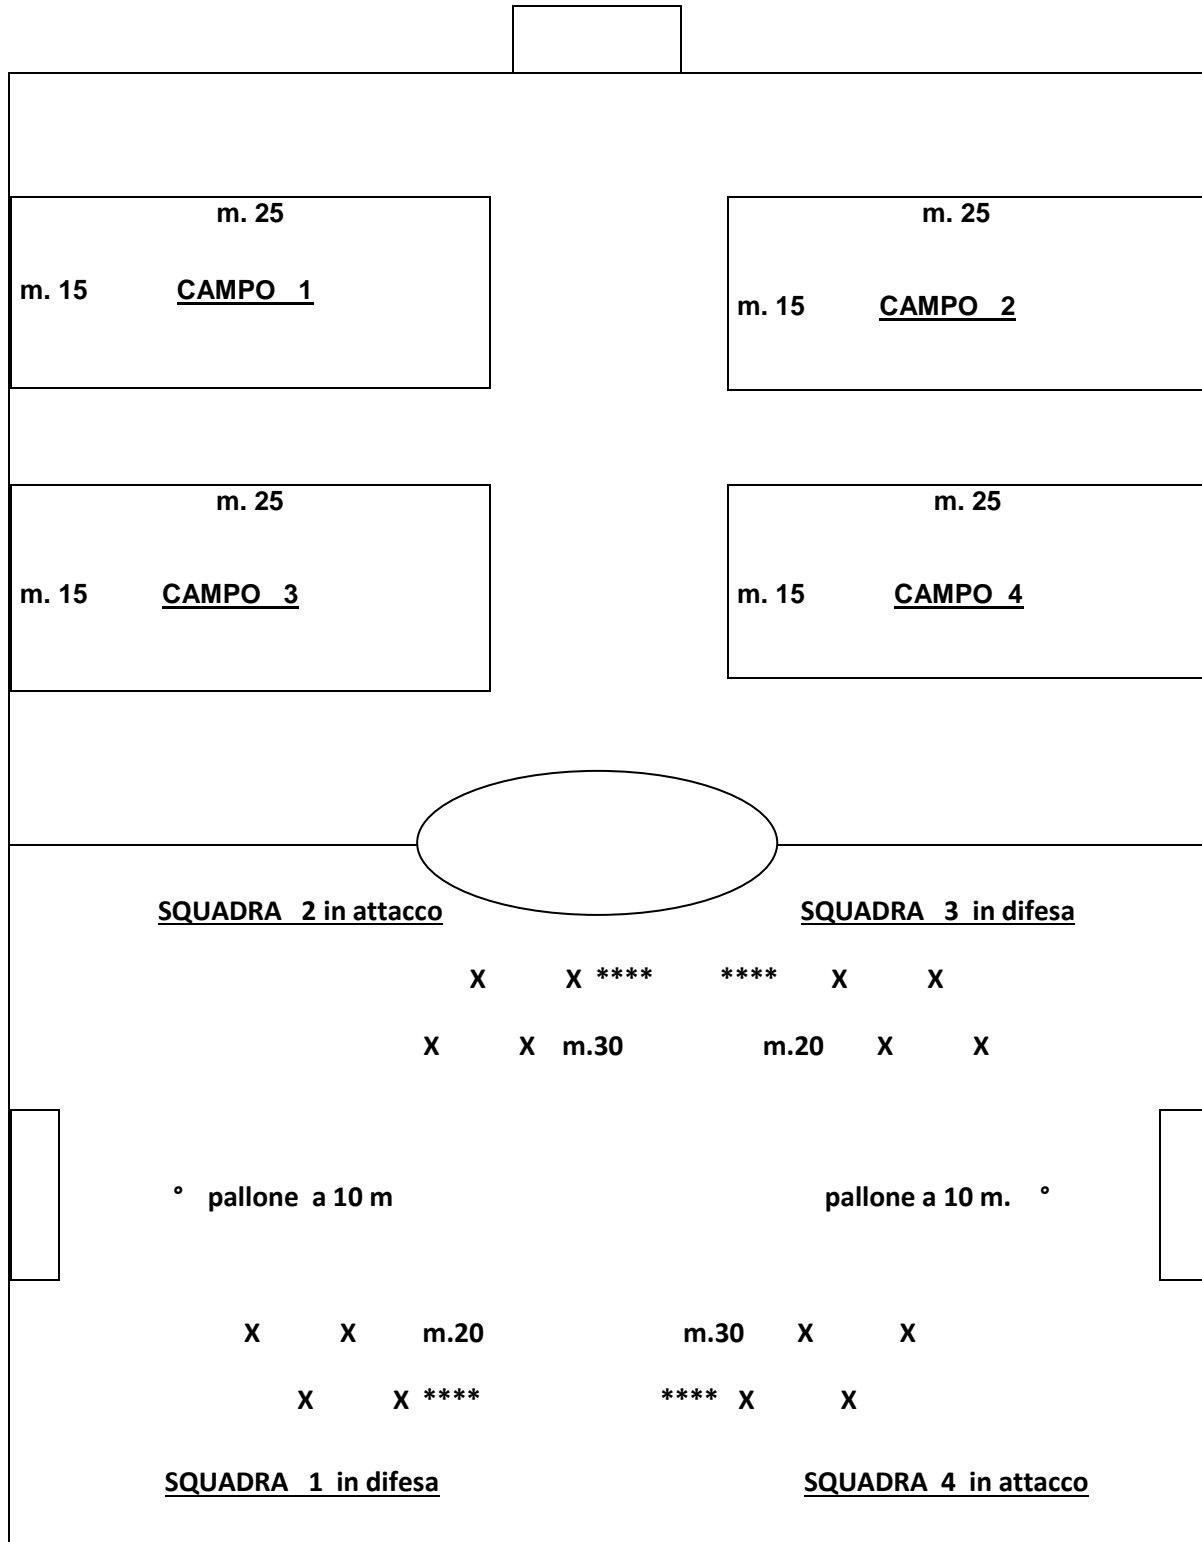 m. 25 m. 25
m. 15 CAMPO 1
m. 15 CAMPO 2
m. 25 m. 25
m. 15 CAMPO 3 m. 15 CAMPO 4
SQUADRA 2 in attacco SQUADRA 3 in difesa
X X **** **** X X
X X m.30 m.20 X X
° pallone a 10 m pallone a 10 m. °
X X m.20 m.30 X X
X X **** **** X X
SQUADRA 1 in difesa SQUADRA 4 in attacco